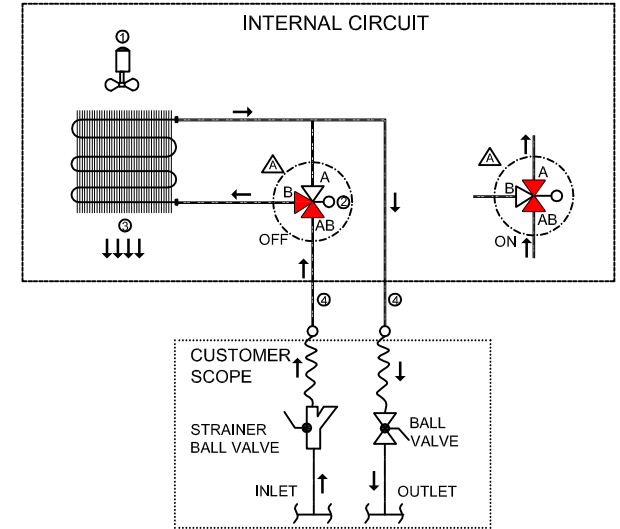 INTERNAL CIRCUIT
1
A
A
B
2
AB
OFF
3
A
A
B
AB
ON
4
4
CUSTOMER
SCOPE
STRAINER
BALL VALVE
BALL
VALVE
INLET
OUTLET